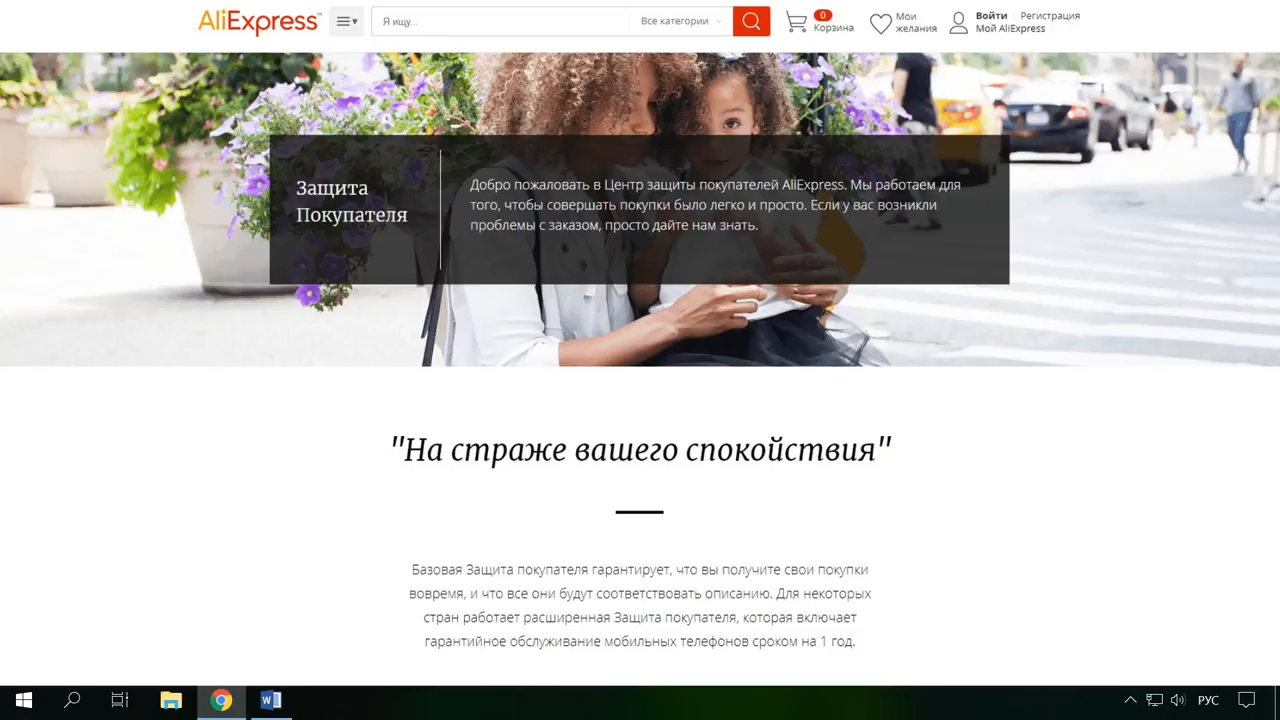 AliExpress™
Я ищу...
Все категории
0
Корзина
Мои
желания
Войти | Регистрация
Мой AliExpress
Защита
Покупателя
Добро пожаловать в Центр защиты покупателей AliExpress. Мы работаем для
того, чтобы совершать покупки было легко и просто. Если у вас возникли
проблемы с заказом, просто дайте нам знать.
"На страже вашего спокойствия"
Базовая Защита покупателя гарантирует, что вы получите свои покупки
вовремя, и что все они будут соответствовать описанию. Для некоторых
стран работает расширенная Защита покупателя, которая включает
гарантийное обслуживание мобильных телефонов сроком на 1 год.
РУС